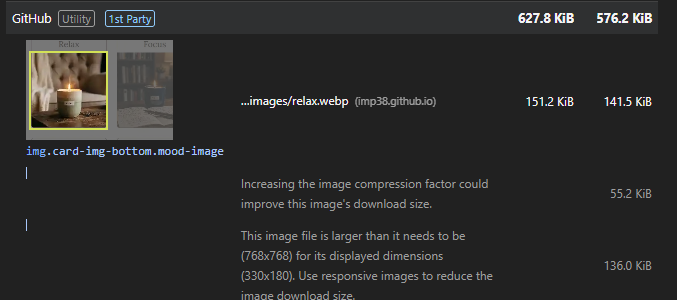 GitHub Utility 1st Party 627.8 KiB 576.2 KiB
Relax Focus
...images/relax.webp (imp38.github.io) 151.2 KiB 141.5 KiB
img.card-img-bottom.mood-image
Increasing the image compression factor could
improve this image's download size.
55.2 KiB
This image file is larger than it needs to be
(768x768) for its displayed dimensions
(330x180). Use responsive images to reduce the
image download size.
136.0 KiB